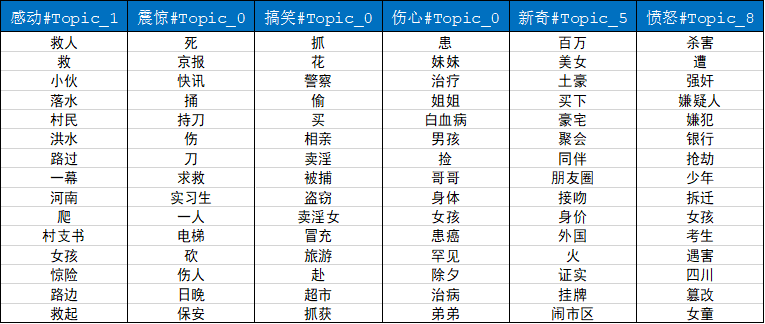 感动#Topic_1 震惊#Topic_0 搞笑#Topic_0 伤心#Topic_0 新奇#Topic_5 愤怒#Topic_8
救人 死 抓 患 百万 杀害
救 京报 花 妹妹 美女 遭
小伙 快讯 警察 治疗 土豪 强奸
落水 捅 偷 姐姐 买下 嫌疑人
村民 持刀 买 白血病 豪宅 嫌犯
洪水 伤 相亲 男孩 聚会 银行
路过 刀 卖淫 捡 同伴 抢劫
一幕 求救 被捕 哥哥 朋友圈 少年
河南 实习生 盗窃 身体 接吻 拆迁
爬 一人 卖淫女 女孩 身价 女孩
村支书 电梯 冒充 患癌 外国 考生
女孩 砍 旅游 罕见 火 遇害
惊险 伤人 赴 除夕 证实 四川
路边 日晚 超市 治病 挂牌 篡改
救起 保安 抓获 弟弟 闹市区 女童